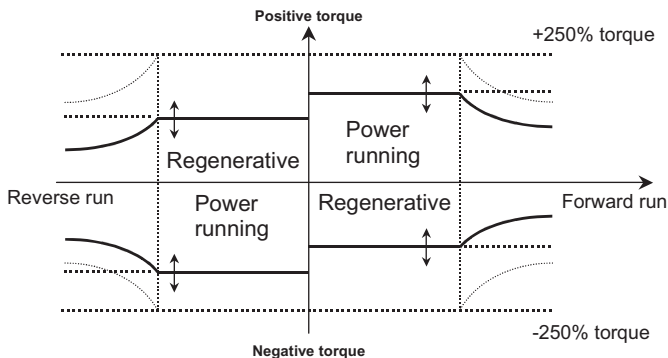 Positive torque
+250% torque
Power
running
Regenerative
Reverse run
Power
running
Regenerative
Forward run
-250% torque
Negative torque